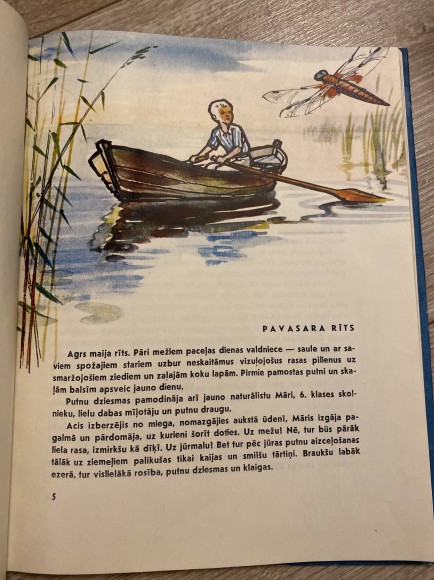 PAVASARA RĪTS
Agrs maija rīts. Pāri mežiem paceļas dienas valdniece — saule un ar sa-
viem spožajiem stariem uzbur neskaitāmus vizuļojošus rasas pilienus uz
smaržojošiem ziediem un zaļajām koku lapām. Pirmie pamostas putni un ska-
ļām balsīm apsveic jauno dienu.
Putnu dziesmas pamodināja arī jauno naturālistu Māri, 6. klases skol-
nieku, lielu dabas mīļotāju un putnu draugu.
Acis izberzējis no miega, nomazgājies aukstā ūdenī, Māris izgāja pa-
galmā un pārdomāja, uz kurieni šorīt doties. Uz mežu! Nē, tur būs pārāk
liela rasa, izmirkšu kā dīķī. Uz jūrmalu! Bet tur pēc jūras putnu aizceļošanas
tālāk uz ziemeļiem palikušas tikai kaijas un smilšu tārtiņi. Braukšu labāk
ezerā, tur vislielākā rosība, putnu dziesmas un klaigas.
5